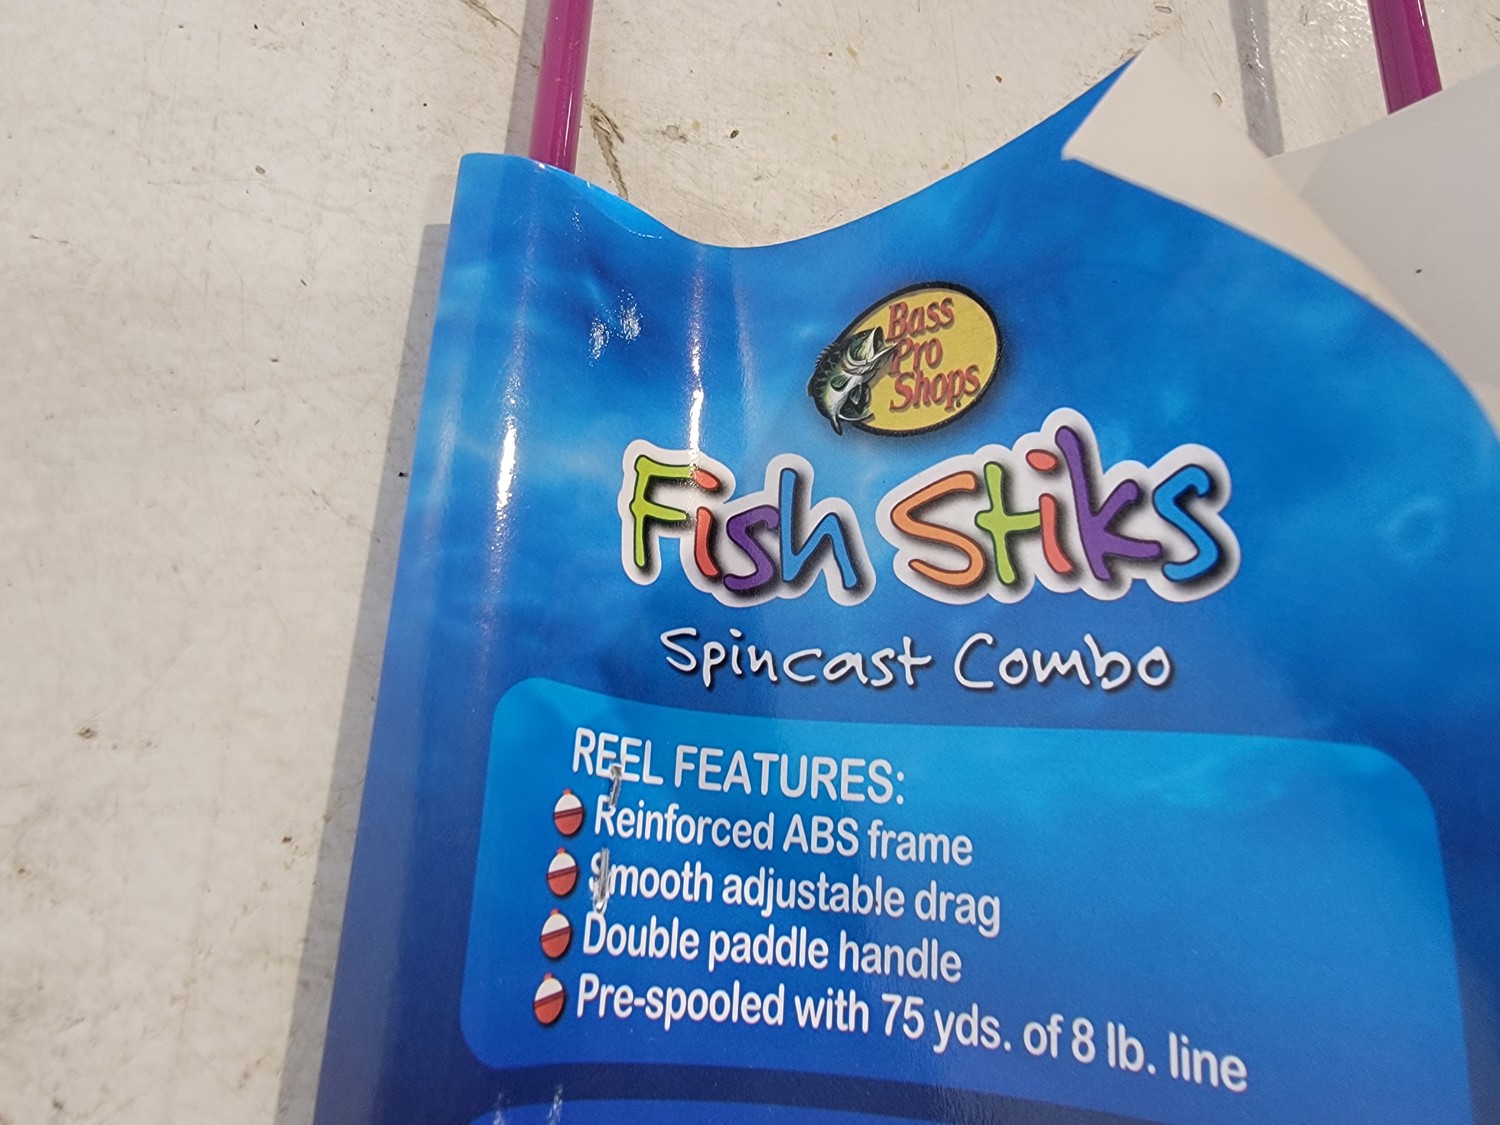 Bass
Pro
Shops
Fish Stiks
Spincast Combo
REEL FEATURES:
Reinforced ABS frame
Smooth adjustable drag
Double paddle handle
Pre-spooled with 75 yds. of 8 lb. line